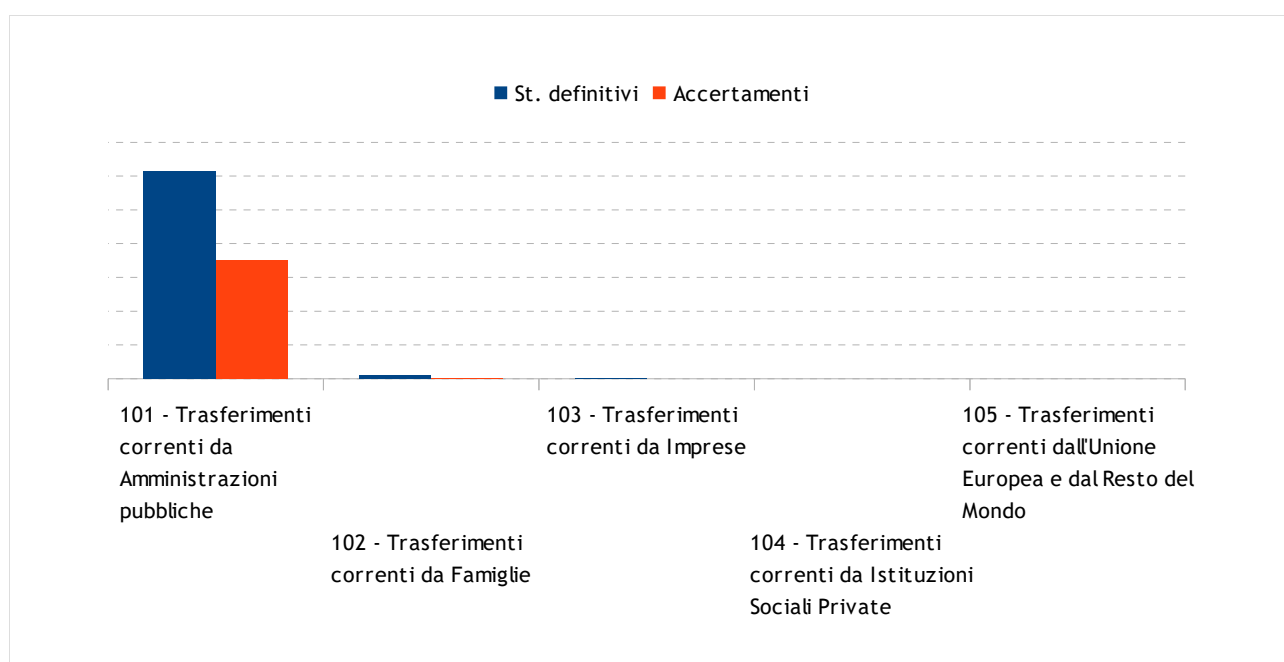 St. definitivi Accertamenti
101 - Trasferimenti
correnti da
Amministrazioni
pubbliche
102 - Trasferimenti
correnti da Famiglie
103 - Trasferimenti
correnti da Imprese
104 - Trasferimenti
correnti da Istituzioni
Sociali Private
105 - Trasferimenti
correnti dall'Unione
Europea e dal Resto del
Mondo